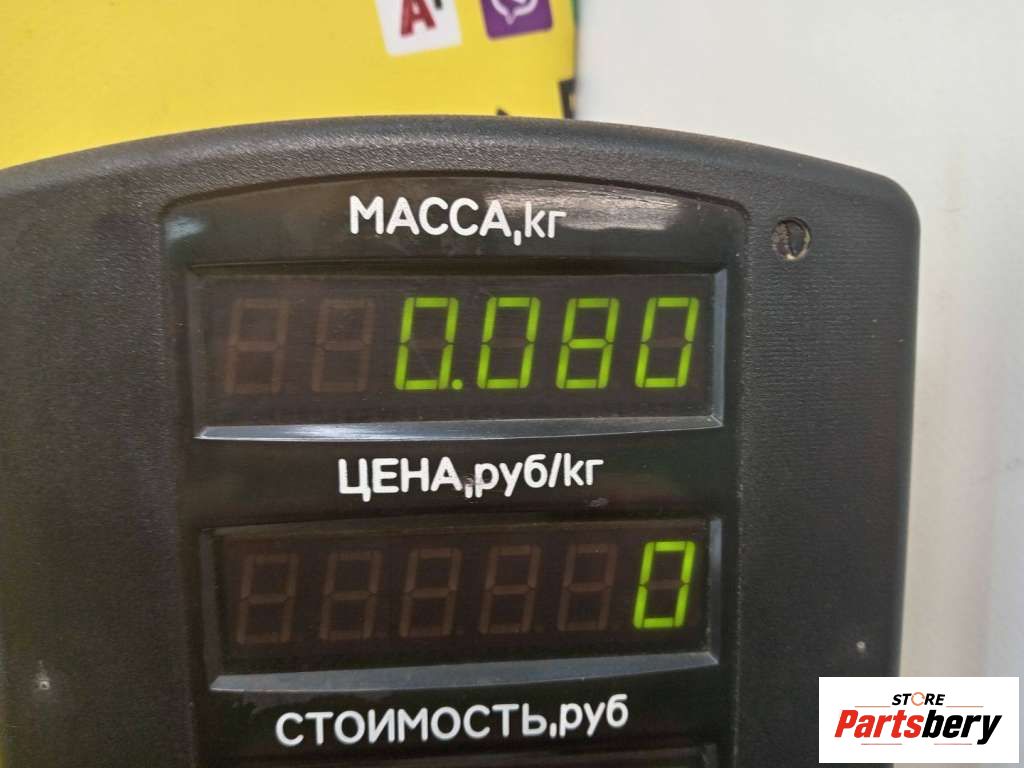 МАССА,кг
0.080
ЦЕНА,руб/кг
0
СТОИМОСТЬ,руб
STORE
Partsbery